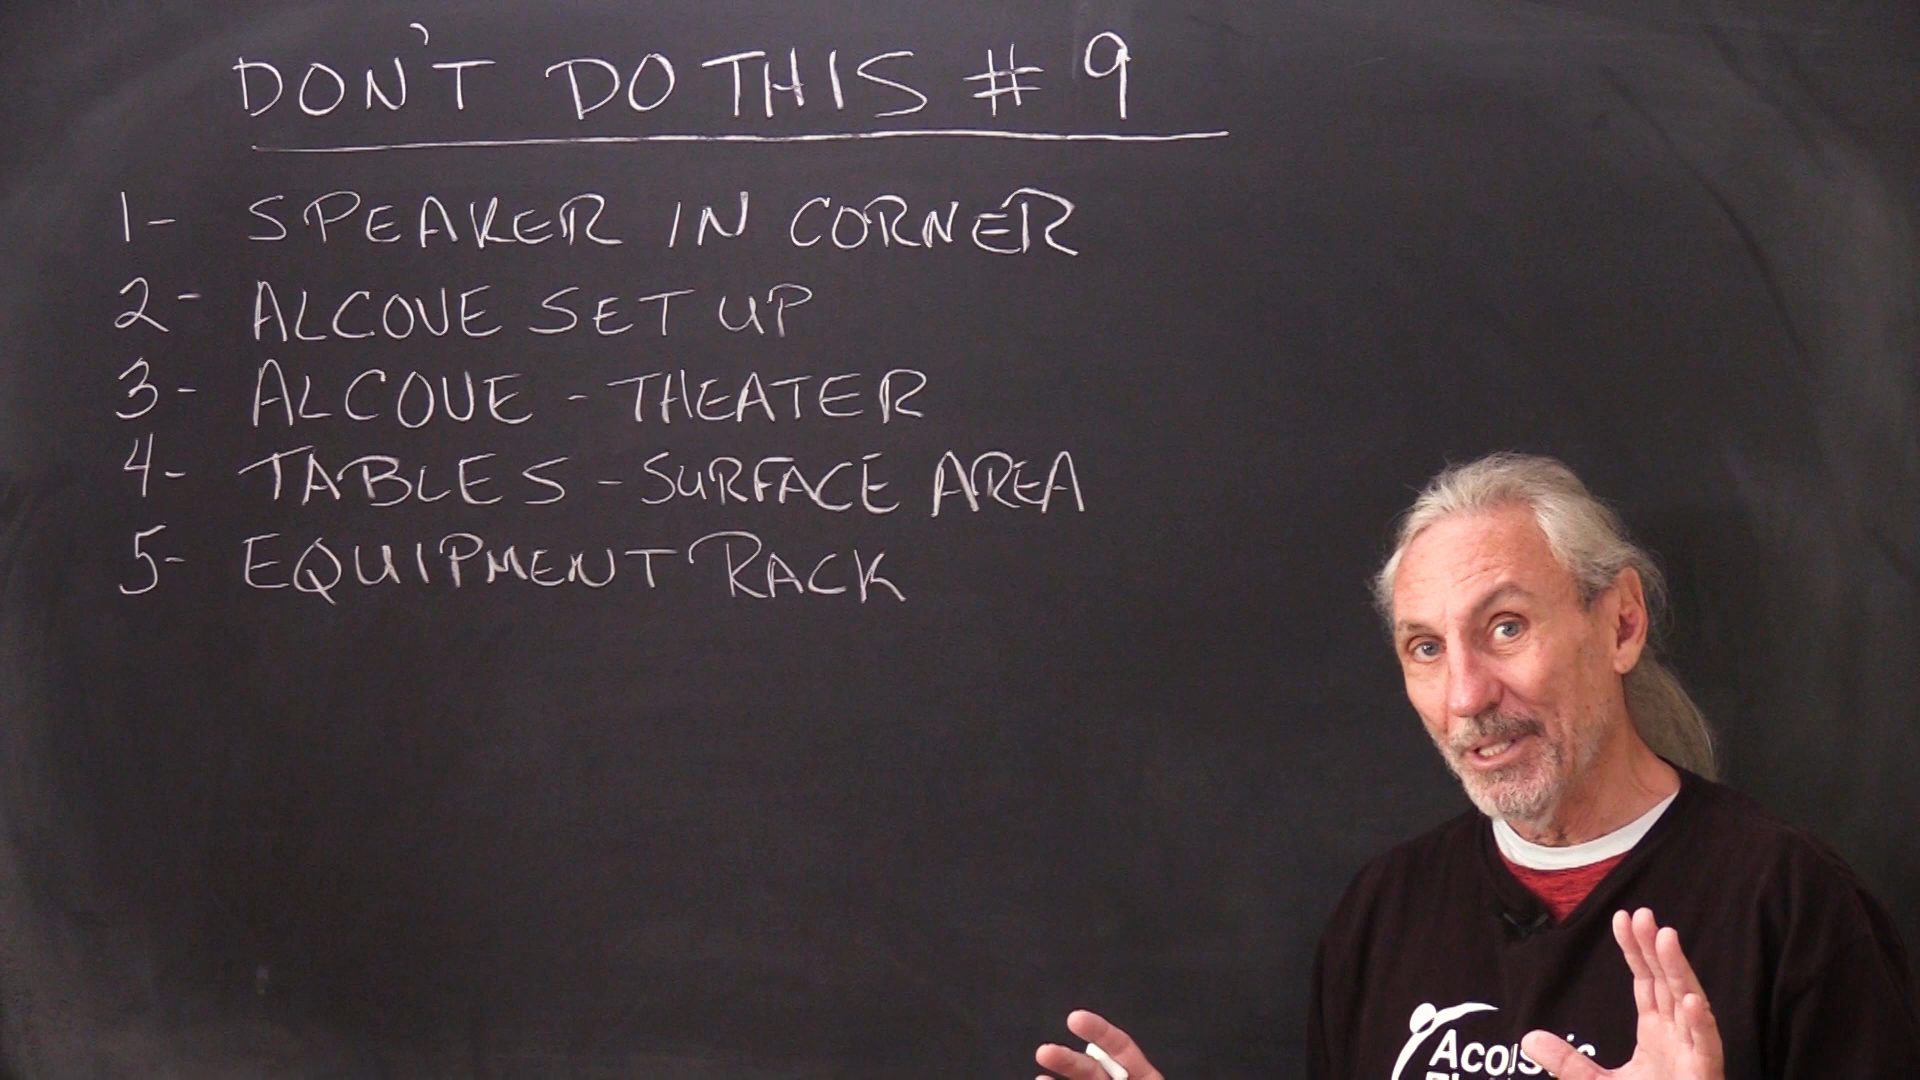 DON'T DO THIS # 9
1- SPEAKER IN CORNER
2- ALCOVE SET UP
3- ALCOVE - THEATER
4- TABLES - SURFACE AREA
5- EQUIPMENT RACK